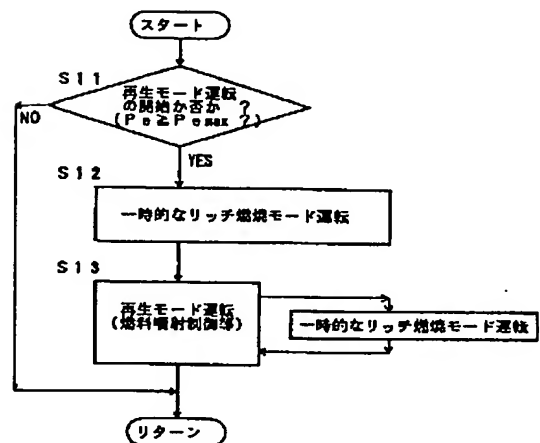 スタート
S11
再生モード運転
の開始か否か ?
(Pe≧Pemax ?)
NO
YES
S12
一時的なリッチ燃焼モード運転
S13
再生モード運転
(燃料噴射制御等)
一時的なリッチ燃焼モード運転
リターン